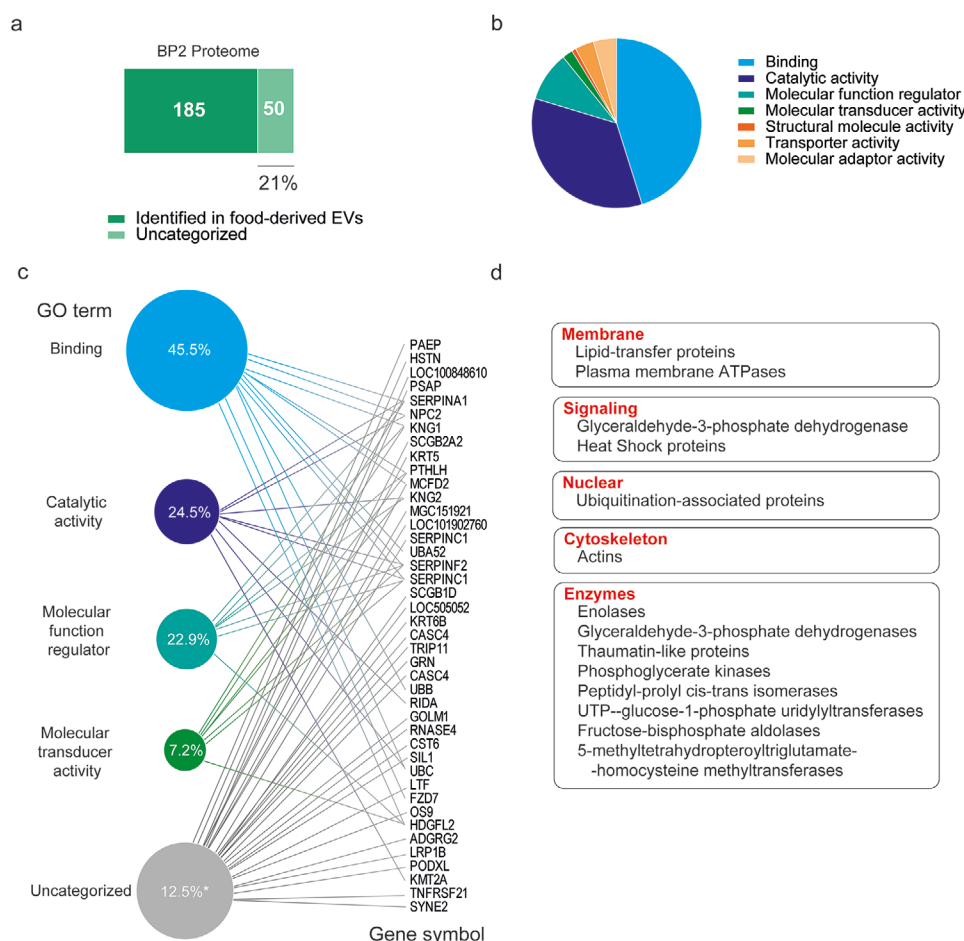 a
BP2 Proteome
185
50
21%
Identified in food-derived EVs
Uncategorized
b
Binding
Catalytic activity
Molecular function regulator
Molecular transducer activity
Structural molecule activity
Transporter activity
Molecular adaptor activity
c
GO term
Binding
45.5%
Catalytic
activity
24.5%
Molecular
function
regulator
22.9%
Molecular
transducer
activity
7.2%
Uncategorized
12.5%*
PAEP
HSTN
LOC100848610
PSAP
SERPINA1
NPC2
KNG1
SCGB2A2
KRT5
PTHLH
MCFD2
KNG2
MGC151921
LOC101902760
SERPINC1
UBA52
SERPINF2
SERPINC1
SCGB1D
LOC505052
KRT6B
CASC4
TRIP11
GRN
CASC4
UBB
RIDA
GOLM1
RNASE4
CST6
SIL1
UBC
LTF
FZD7
OS9
HDGFL2
ADGRG2
LRP1B
PODXL
KMT2A
TNFRSF21
SYNE2
Gene symbol
d
Membrane
Lipid-transfer proteins
Plasma membrane ATPases
Signaling
Glyceraldehyde-3-phosphate dehydrogenase
Heat Shock proteins
Nuclear
Ubiquitination-associated proteins
Cytoskeleton
Actins
Enzymes
Enolases
Glyceraldehyde-3-phosphate dehydrogenases
Thaumatin-like proteins
Phosphoglycerate kinases
Peptidyl-prolyl cis-trans isomerases
UTP--glucose-1-phosphate uridylyltransferases
Fructose-bisphosphate aldolases
5-methyltetrahydropteroyltriglutamate-
-homocysteine methyltransferases